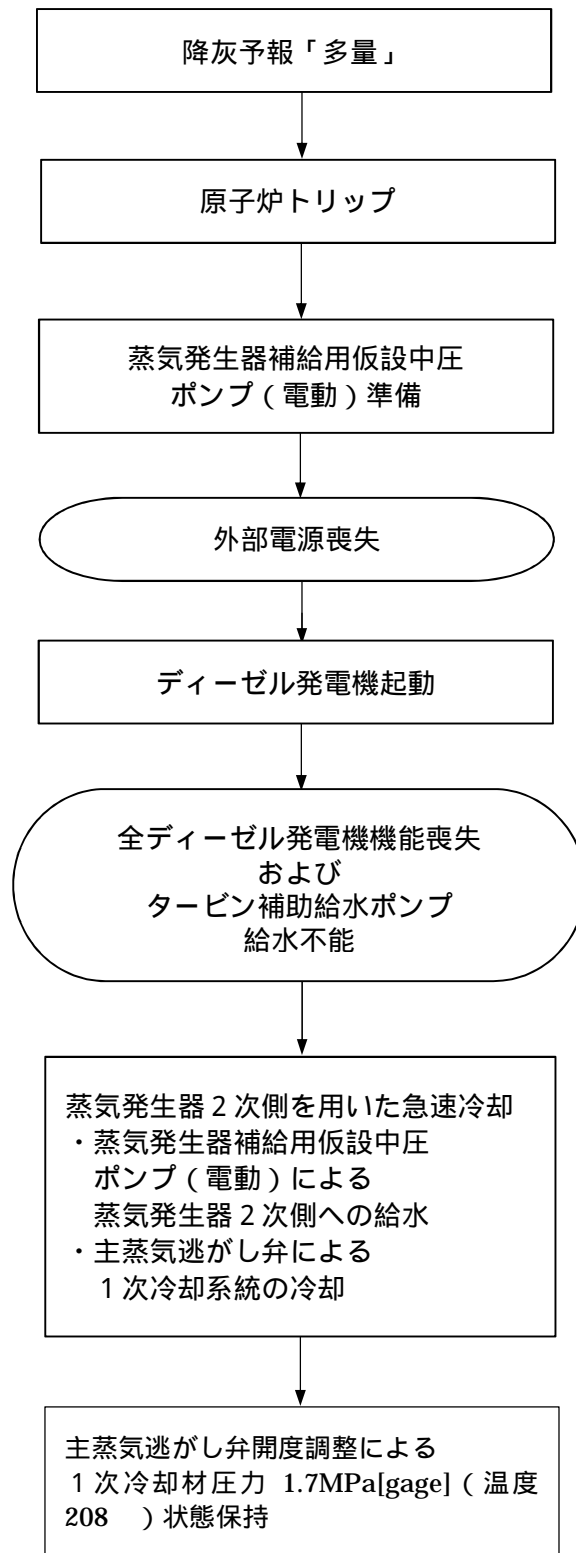 降灰予報「多量」
原子炉トリップ
蒸気発生器補給用仮設中圧
ポンプ(電動)準備
外部電源喪失
ディーゼル発電機起動
全ディーゼル発電機機能喪失
および
タービン補助給水ポンプ
給水不能
蒸気発生器2次側を用いた急速冷却
・蒸気発生器補給用仮設中圧
ポンプ(電動)による
蒸気発生器2次側への給水
・主蒸気逃がし弁による
1次冷却系統の冷却
主蒸気逃がし弁開度調整による
1次冷却材圧力 1.7MPa[gage](温度
208 )状態保持